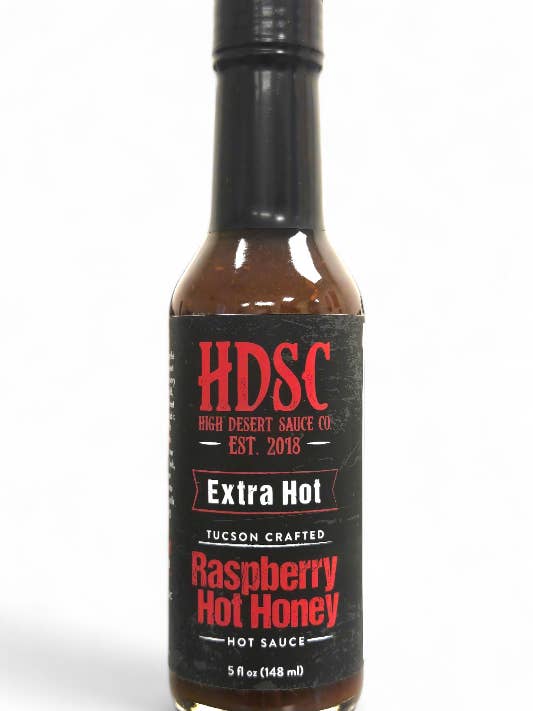 HDSC
HIGH DESERT SAUCE CO.
EST. 2018
Extra Hot
TUCSON CRAFTED
Raspberry
Hot Honey
HOT SAUCE
5 fl oz (148 ml)